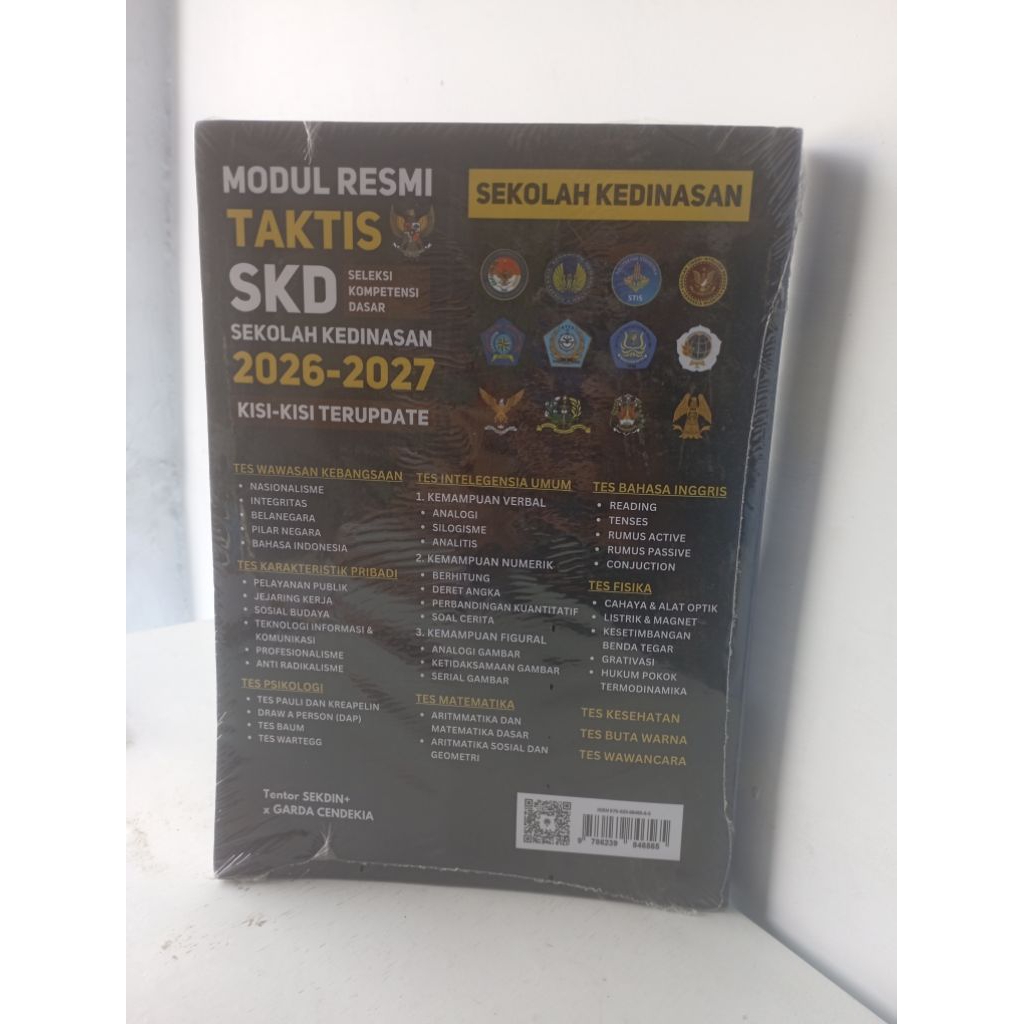 MODUL RESMI
TAKTIS
SKD
SELEKSI
KOMPETENSI
DASAR
SEKOLAH KEDINASAN
2026-2027
KISI-KISI TERUPDATE
SEKOLAH KEDINASAN
STIS
TES WAWASAN KEBANGSAAN
• NASIONALISME
• INTEGRITAS
• BELANEGARA
• PILAR NEGARA
• BAHASA INDONESIA
TES KARAKTERISTIK PRIBADI
• PELAYANAN PUBLIK
• JEJARING KERJA
• SOSIAL BUDAYA
• TEKNOLOGI INFORMASI &
KOMUNIKASI
• PROFESIONALISME
• ANTI RADIKALISME
TES PSIKOLOGI
• TES PAULI DAN KREAPELIN
• DRAW A PERSON (DAP)
• TES BAUM
• TES WARTEGG
TES INTELEGENSIA UMUM
1. KEMAMPUAN VERBAL
• ANALOGI
• SILOGISME
• ANALITIS
2. KEMAMPUAN NUMERIK
• BERHITUNG
• DERET ANGKA
• PERBANDINGAN KUANTITATIF
• SOAL CERITA
3. KEMAMPUAN FIGURAL
• ANALOGI GAMBAR
• KETIDAKSAMAAN GAMBAR
• SERIAL GAMBAR
TES MATEMATIKA
• ARITMMATIKA DAN
MATEMATIKA DASAR
• ARITMATIKA SOSIAL DAN
GEOMETRI
TES BAHASA INGGRIS
• READING
• TENSES
• RUMUS ACTIVE
• RUMUS PASSIVE
• CONJUCTION
TES FISIKA
• CAHAYA & ALAT OPTIK
• LISTRIK & MAGNET
• KESETIMBANGAN
BENDA TEGAR
• GRATIVASI
• HUKUM POKOK
TERMODINAMIKA
TES KESEHATAN
TES BUTA WARNA
TES WAWANCARA
Tentor SEKDIN+
x GARDA CENDEKIA